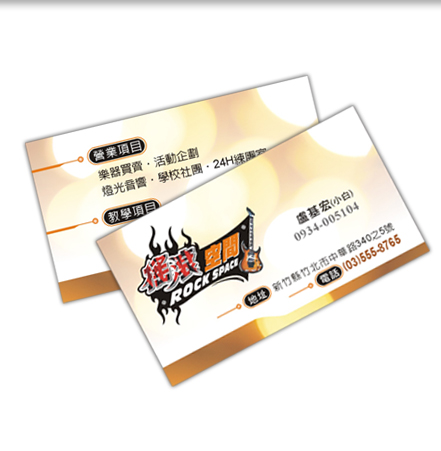 營業項目
樂器買賣．活動企劃
燈光音響．學校社團．24H練團室
教學項目
搖滾空間
ROCK SPACE
盧基宏(小白)
0934-005104
地址 新竹縣竹北市中華路340之5號
電話 (03)555-8765